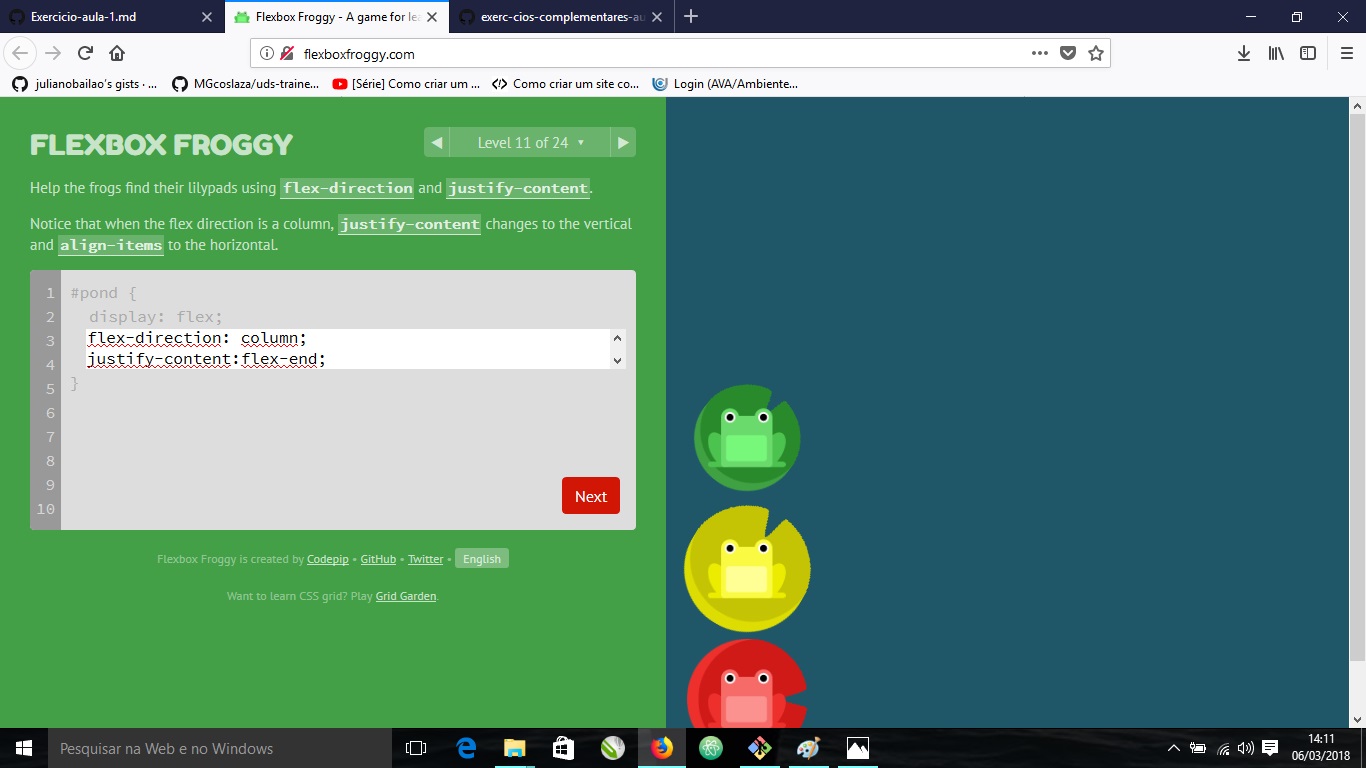 Exercicio-aula-1.md
Flexbox Froggy - A game for lea
exerc-cios-complementares-au
flexboxfroggy.com
julianobailao's gists · ...
MGcoslaza/uds-traine...
[Série] Como criar um ...
Como criar um site co...
Login (AVA/Ambiente...
FLEXBOX FROGGY
Level 11 of 24
Help the frogs find their lilypads using flex-direction and justify-content.
Notice that when the flex direction is a column, justify-content changes to the vertical
and align-items to the horizontal.
1 #pond {
2 display: flex;
3 flex-direction: column;
4 justify-content:flex-end;
5 }
6
7
8
9
10
Next
Flexbox Froggy is created by Codepip • GitHub • Twitter • English
Want to learn CSS grid? Play Grid Garden.
Pesquisar na Web e no Windows
14:11
06/03/2018